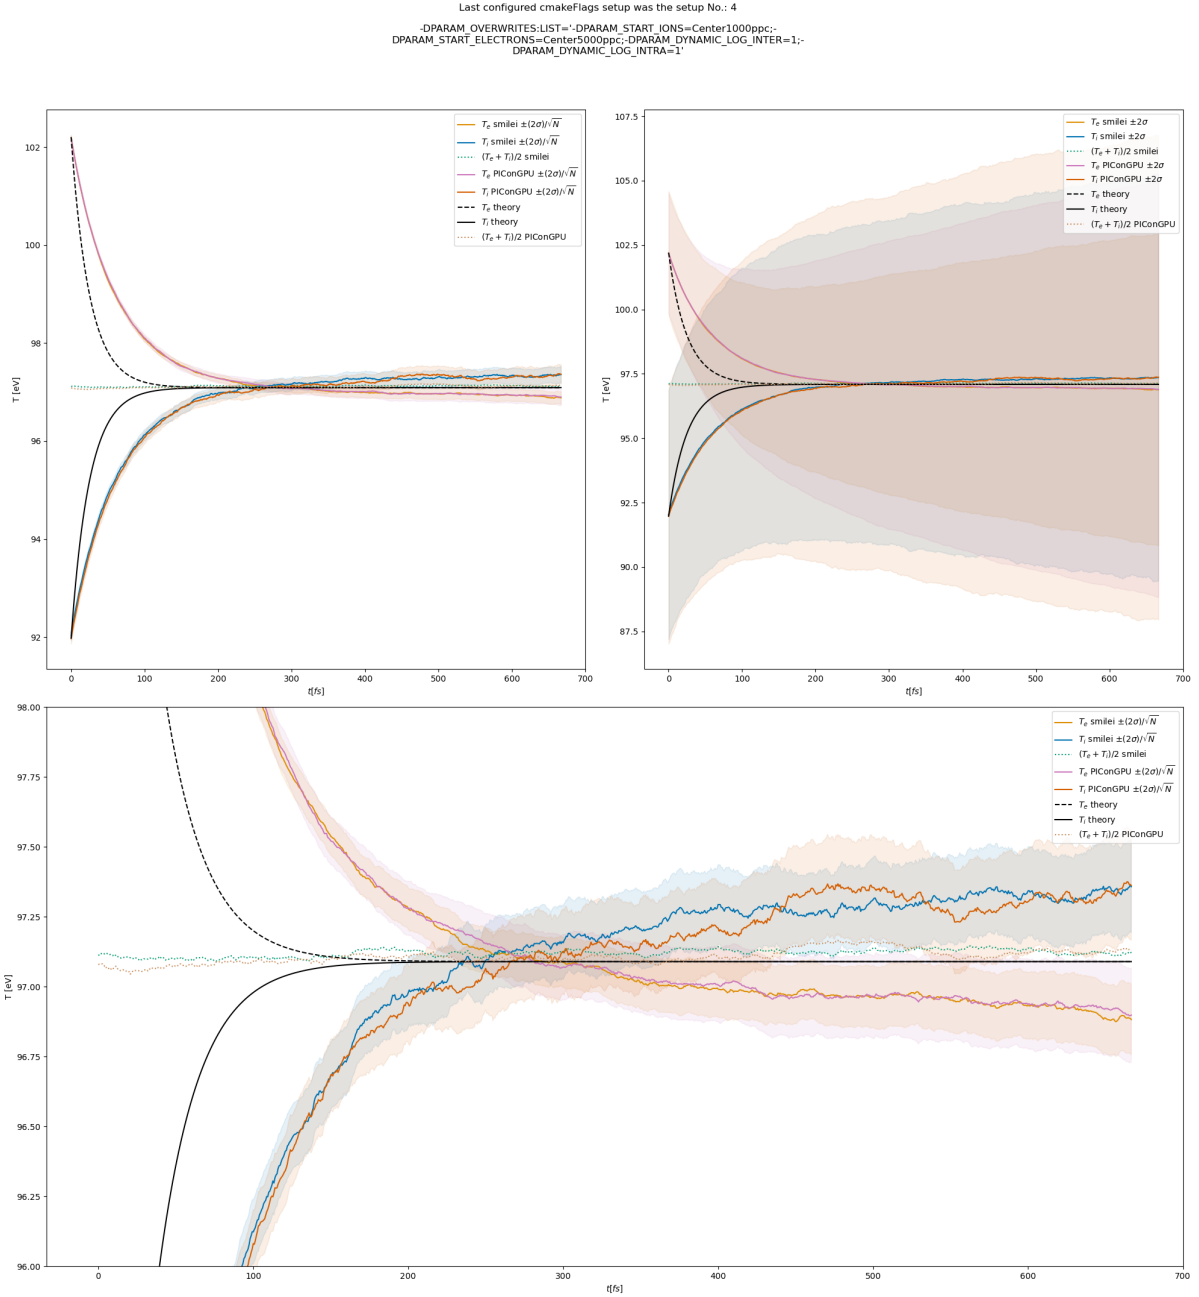 Last configured cmakeFlags setup was the setup No.: 4
-DPARAM_OVERWRITES:LIST='-DPARAM_START_IONS=Center1000ppc;-
DPARAM_START_ELECTRONS=Center5000ppc;-DPARAM_DYNAMIC_LOG_INTER=1;-
DPARAM_DYNAMIC_LOG_INTRA=1'
T [eV]
102
100
98
96
94
92
0 100 200 300 400 500 600 700
t[fs]
T_e smilei ±(2σ)/√N
T_i smilei ±(2σ)/√N
(T_e + T_i)/2 smilei
T_e PIConGPU ±(2σ)/√N
T_i PIConGPU ±(2σ)/√N
T_e theory
T_i theory
(T_e + T_i)/2 PIConGPU
T [eV]
107.5
105.0
102.5
100.0
97.5
95.0
92.5
90.0
87.5
0 100 200 300 400 500 600 700
t[fs]
T_e smilei ±2σ
T_i smilei ±2σ
(T_e + T_i)/2 smilei
T_e PIConGPU ±2σ
T_i PIConGPU ±2σ
T_e theory
T_i theory
(T_e + T_i)/2 PIConGPU
T [eV]
98.00
97.75
97.50
97.25
97.00
96.75
96.50
96.25
96.00
0 100 200 300 400 500 600 700
t[fs]
T_e smilei ±(2σ)/√N
T_i smilei ±(2σ)/√N
(T_e + T_i)/2 smilei
T_e PIConGPU ±(2σ)/√N
T_i PIConGPU ±(2σ)/√N
T_e theory
T_i theory
(T_e + T_i)/2 PIConGPU